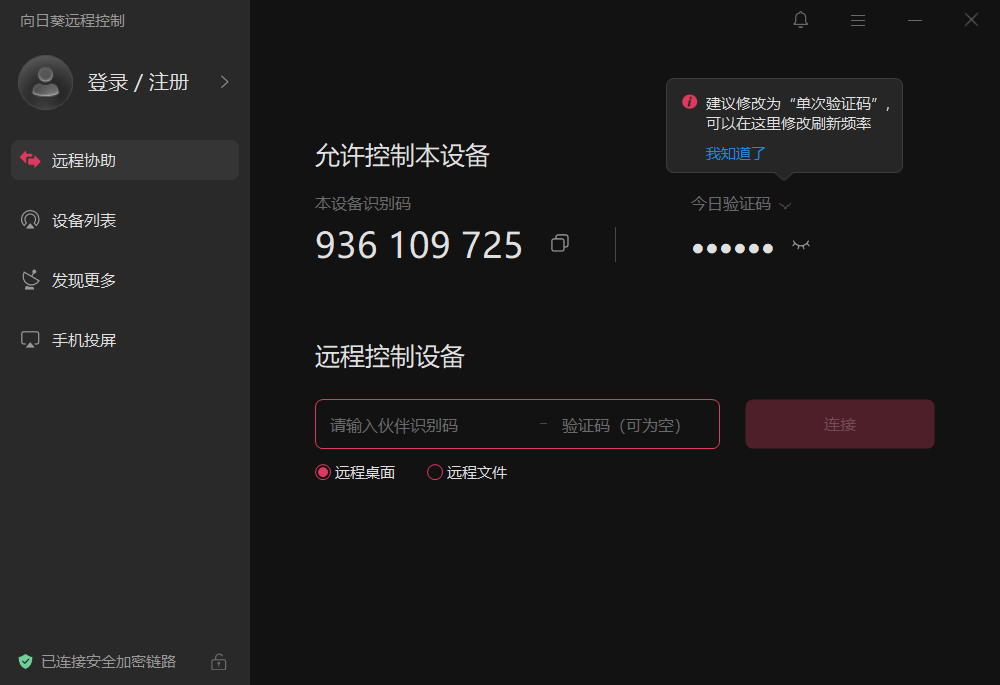 向日葵远程控制
登录 / 注册
远程协助
设备列表
发现更多
手机投屏
已连接安全加密链路
建议修改为“单次验证码”,
可以在这里修改刷新频率
我知道了
允许控制本设备
本设备识别码
今日验证码
936 109 725
●●●●●●
远程控制设备
请输入伙伴识别码 － 验证码（可为空）
连接
远程桌面 远程文件